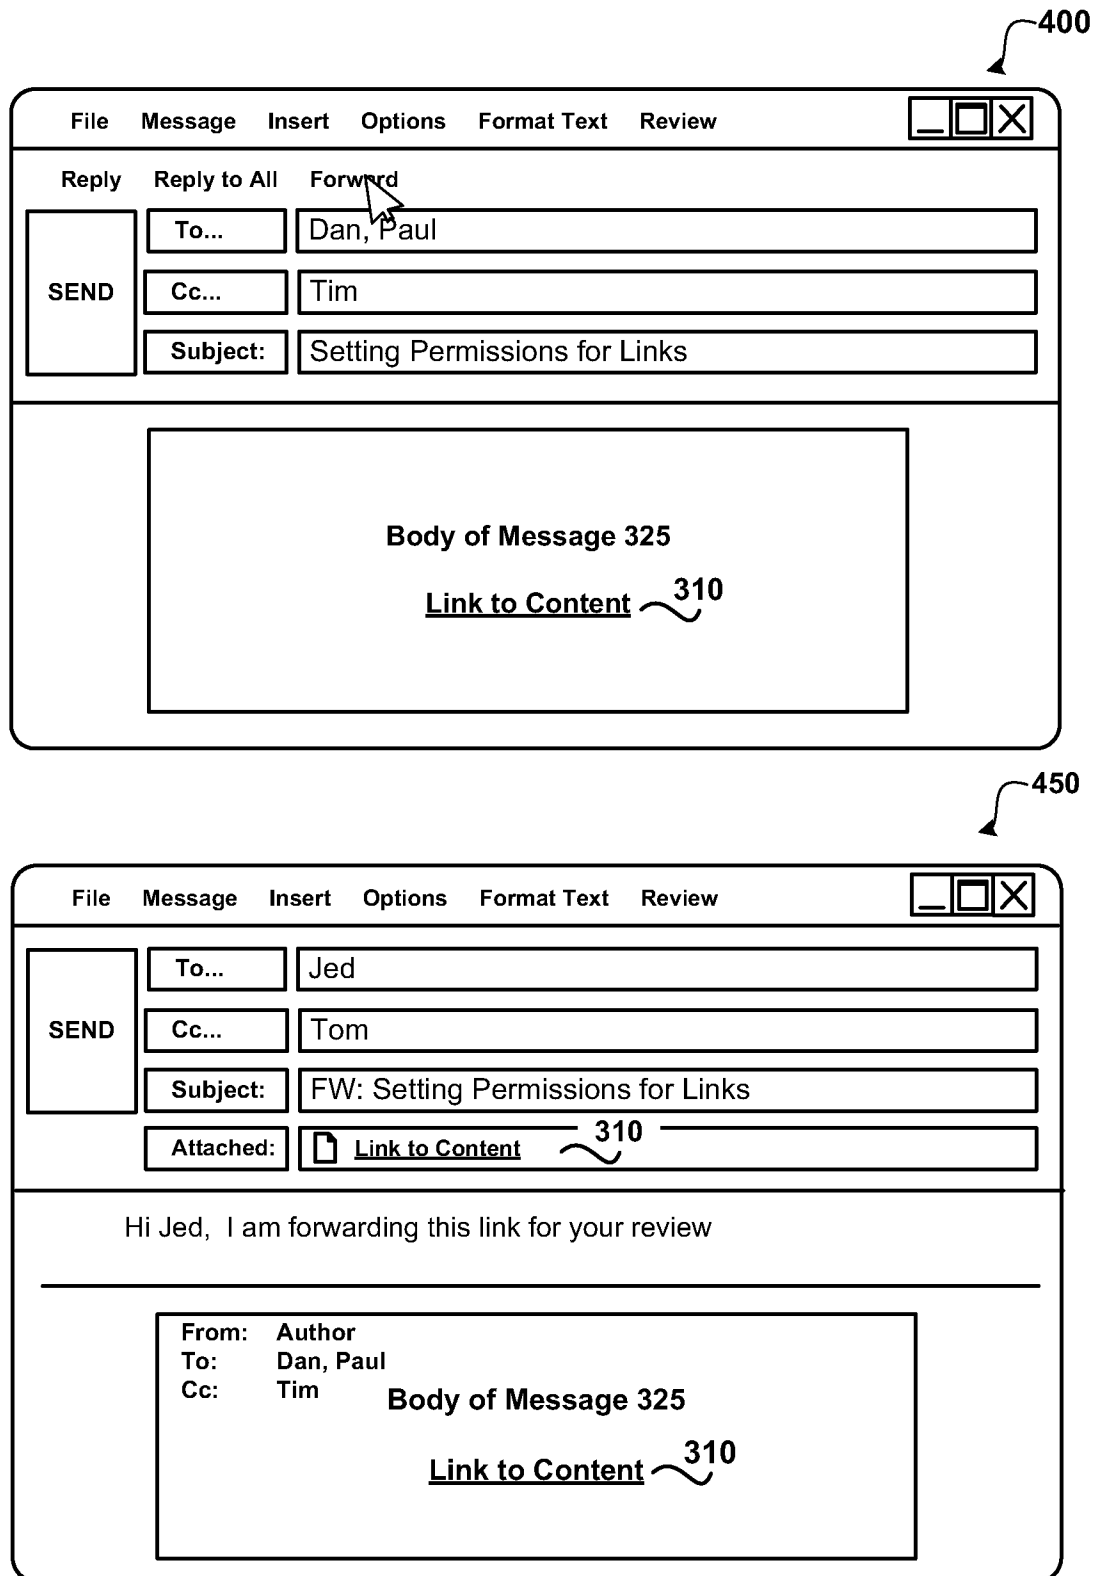 400
File Message Insert Options Format Text Review
Reply Reply to All Forward
To... Dan, Paul
SEND Cc... Tim
Subject: Setting Permissions for Links
Body of Message 325
Link to Content 310
450
File Message Insert Options Format Text Review
To... Jed
SEND Cc... Tom
Subject: FW: Setting Permissions for Links
Attached: Link to Content 310
Hi Jed, I am forwarding this link for your review
From: Author
To: Dan, Paul
Cc: Tim
Body of Message 325
Link to Content 310